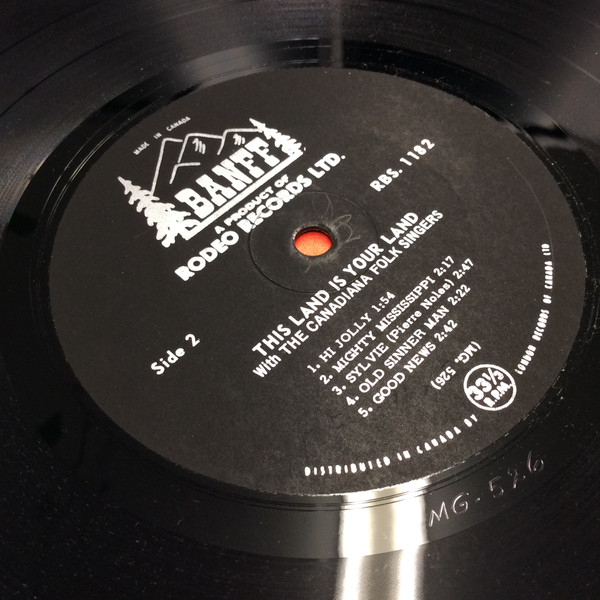 MADE IN CANADA
BANFF
A PRODUCT OF
RODEO RECORDS LTD.
RBS. 1182
THIS LAND IS YOUR LAND
with THE CANADIANA FOLK SINGERS
Side 2
1. HI JOLLY 1:54
2. MIGHTY MISSISSIPPI 2:17
3. SYLVIE (Pierre Noles) 2:47
4. OLD SINNER MAN 2:22
5. GOOD NEWS 2:42
(MG. 526)
33⅓
R.P.M.
DISTRIBUTED IN CANADA BY LONDON RECORDS OF CANADA LTD
MG-526